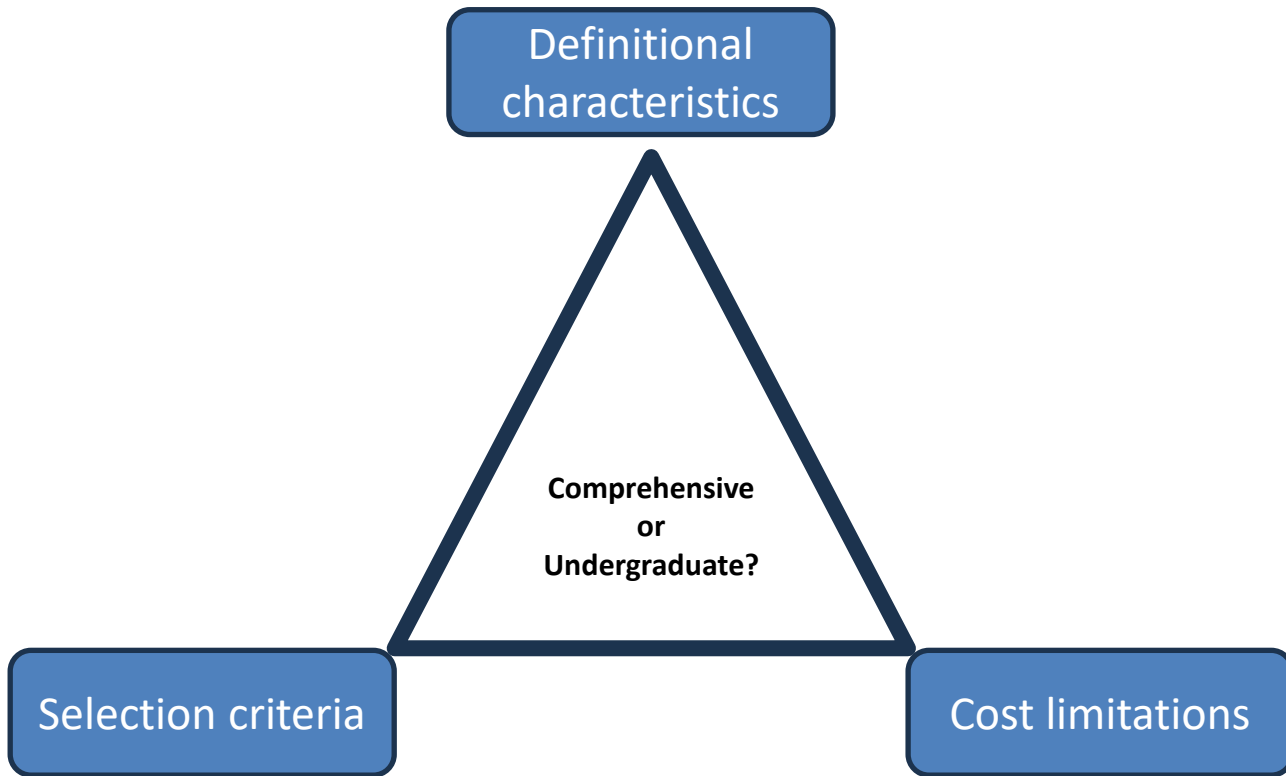 Definitional
characteristics
Comprehensive
or
Undergraduate?
Selection criteria
Cost limitations